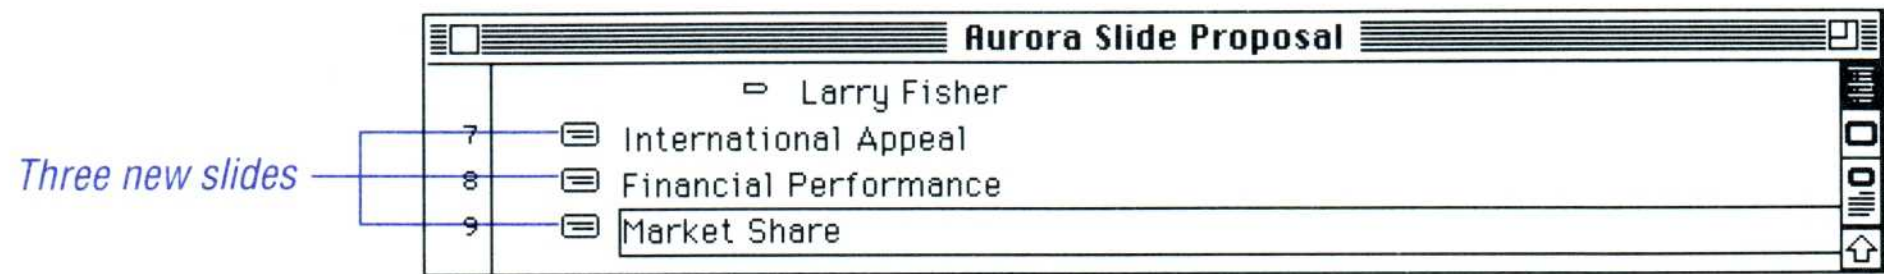 Aurora Slide Proposal
Larry Fisher
7 International Appeal
Three new slides
8 Financial Performance
9 Market Share